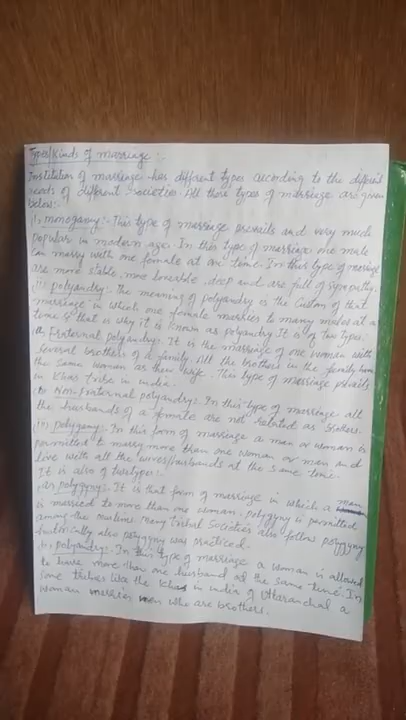 Types/Kinds of marriage :-
Institution of marriage has different types according to the different
needs of different societies. All those types of marriage are given
below:-
(i) monogamy:- This type of marriage prevails and very much
popular in modern age. In this type of marriage one male
can marry with one female at one time. In this type of marriage
are more stable, more loveable, deep and are full of sympathy.
(ii) Polyandry:- The meaning of polyandry is the custom of that
marriage in which one female marries to many males at a
time & that is why it is known as polyandry. It is of two types.
(a) Fraternal polyandry:- It is the marriage of one woman with
several brothers of a family. All the brothers in the family have
the same woman as their wife. This type of marriage prevails
in Khas tribe in India.
(b) Non-fraternal polyandry:- In this type of marriage all
the husbands of a female are not related as brothers.
(iii) polygamy:- In this form of marriage a man or woman is
permitted to marry more than one woman or men and
live with all the wives/husbands at the same time.
It is also of two types:-
(a) polygyny:- It is that form of marriage in which a man
is married to more than one woman. polygyny is permitted
among the muslims. Many tribal societies also follow polygyny
historically also polygyny was practiced.
(b) polyandry:- In this type of marriage a woman is allowed
to have more than one husband at the same time. In
some tribes like the Khas in India of Uttaranchal a
woman marries men who are brothers.